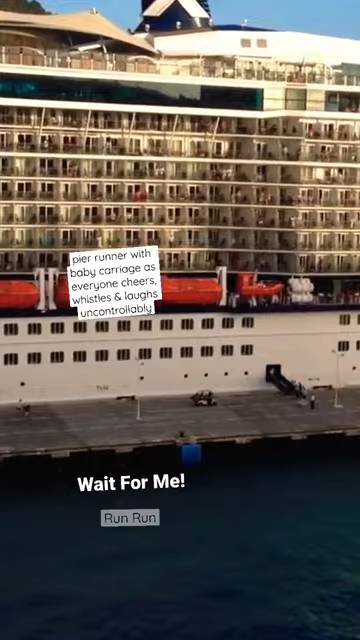 pier runner with
baby carriage as
everyone cheers,
whistles & laughs
uncontrollably
Wait For Me!
Run Run